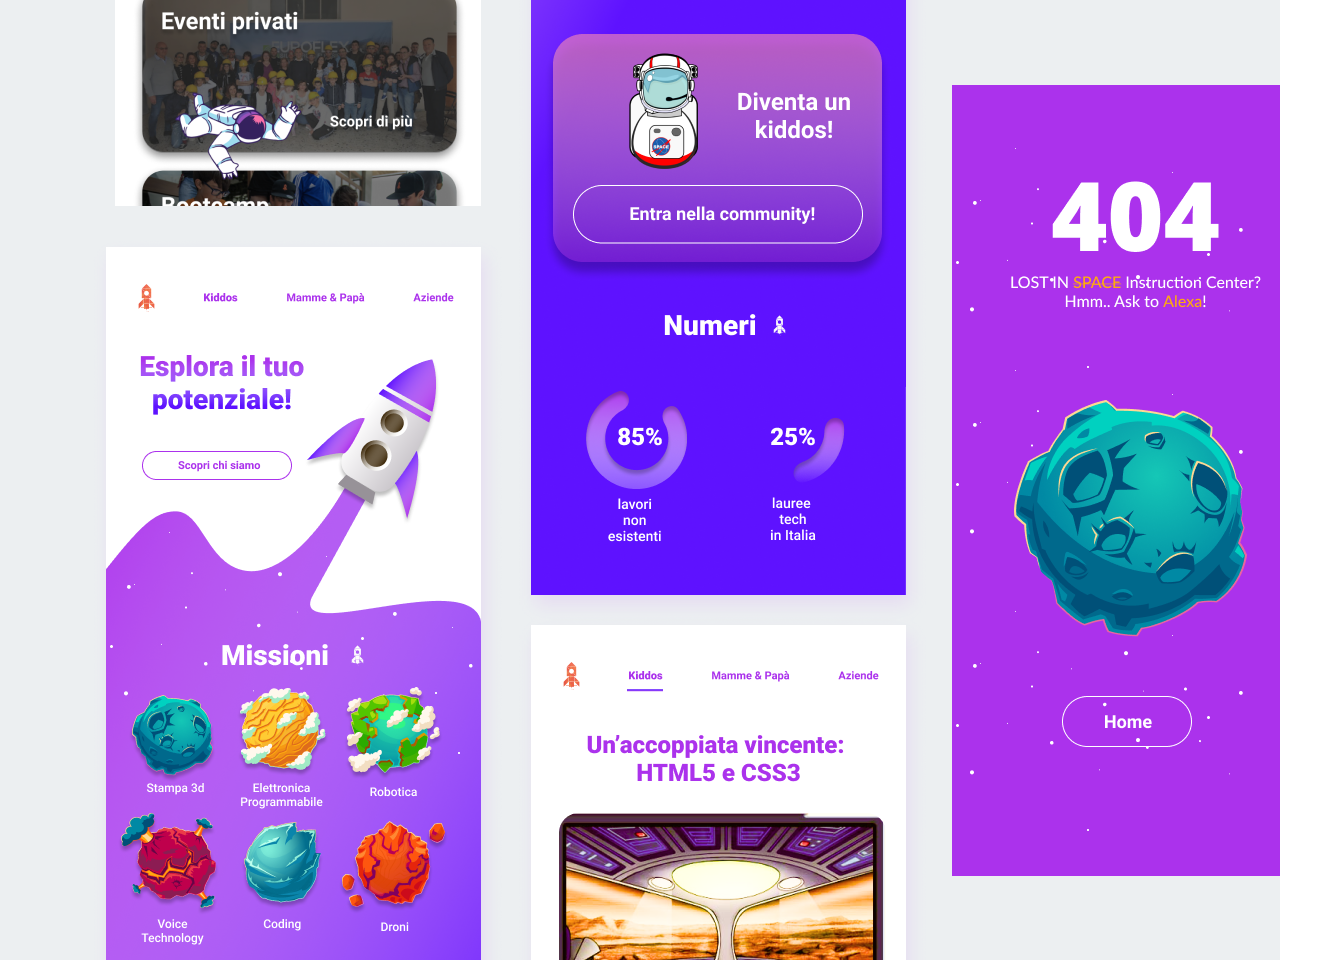 Eventi privati
Scopri di più
Bootcamp
Kiddos
Mamme & Papà
Aziende
Esplora il tuo
potenziale!
Scopri chi siamo
Missioni
Stampa 3d
Elettronica
Programmabile
Robotica
Voice
Technology
Coding
Droni
SPACE
Diventa un
kiddos!
Entra nella community!
Numeri
85%
lavori
non
esistenti
25%
lauree
tech
in Italia
Kiddos
Mamme & Papà
Aziende
Un’accoppiata vincente:
HTML5 e CSS3
404
LOST IN SPACE Instruction Center?
Hmm.. Ask to Alexa!
Home